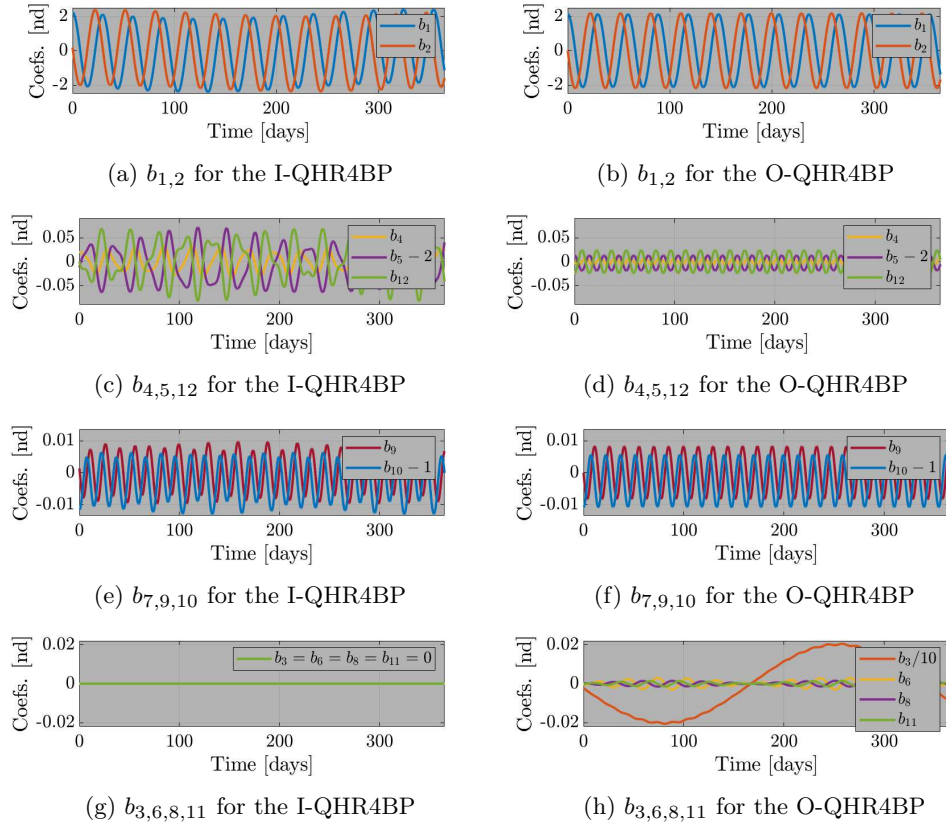 Coefs. [nd]
2
0
-2
0
100
200
300
b1
b2
Time [days]
(a) b1,2 for the I-QHR4BP
Coefs. [nd]
2
0
-2
0
100
200
300
b1
b2
Time [days]
(b) b1,2 for the O-QHR4BP
Coefs. [nd]
0.05
0
-0.05
0
100
200
300
b4
b5 − 2
b12
Time [days]
(c) b4,5,12 for the I-QHR4BP
Coefs. [nd]
0.05
0
-0.05
0
100
200
300
b4
b5 − 2
b12
Time [days]
(d) b4,5,12 for the O-QHR4BP
Coefs. [nd]
0.01
0
-0.01
0
100
200
300
b9
b10 − 1
Time [days]
(e) b7,9,10 for the I-QHR4BP
Coefs. [nd]
0.01
0
-0.01
0
100
200
300
b9
b10 − 1
Time [days]
(f) b7,9,10 for the O-QHR4BP
Coefs. [nd]
0.02
0
-0.02
0
100
200
300
b3 = b6 = b8 = b11 = 0
Time [days]
(g) b3,6,8,11 for the I-QHR4BP
Coefs. [nd]
0.02
0
-0.02
0
100
200
300
b3/10
b6
b8
b11
Time [days]
(h) b3,6,8,11 for the O-QHR4BP